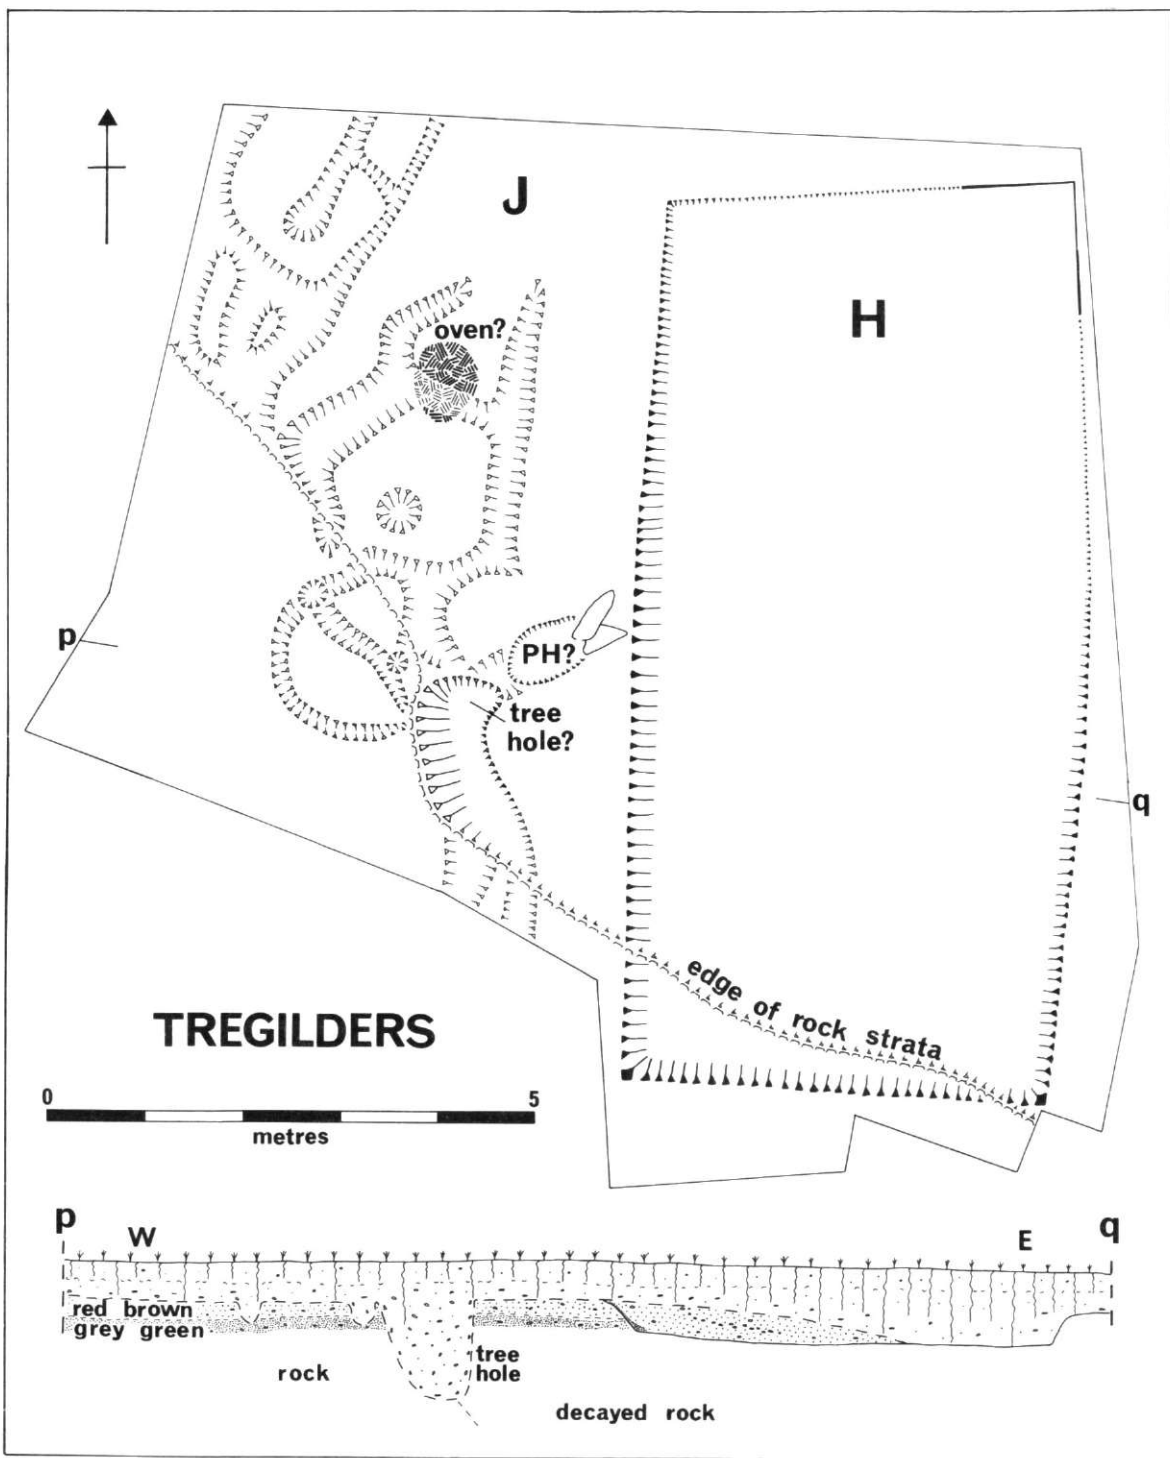 J
H
oven?
p
PH?
tree
hole?
q
edge of rock strata
TREGILDERS
0 5
metres
p q
W E
red brown
grey green
rock
tree
hole
decayed rock